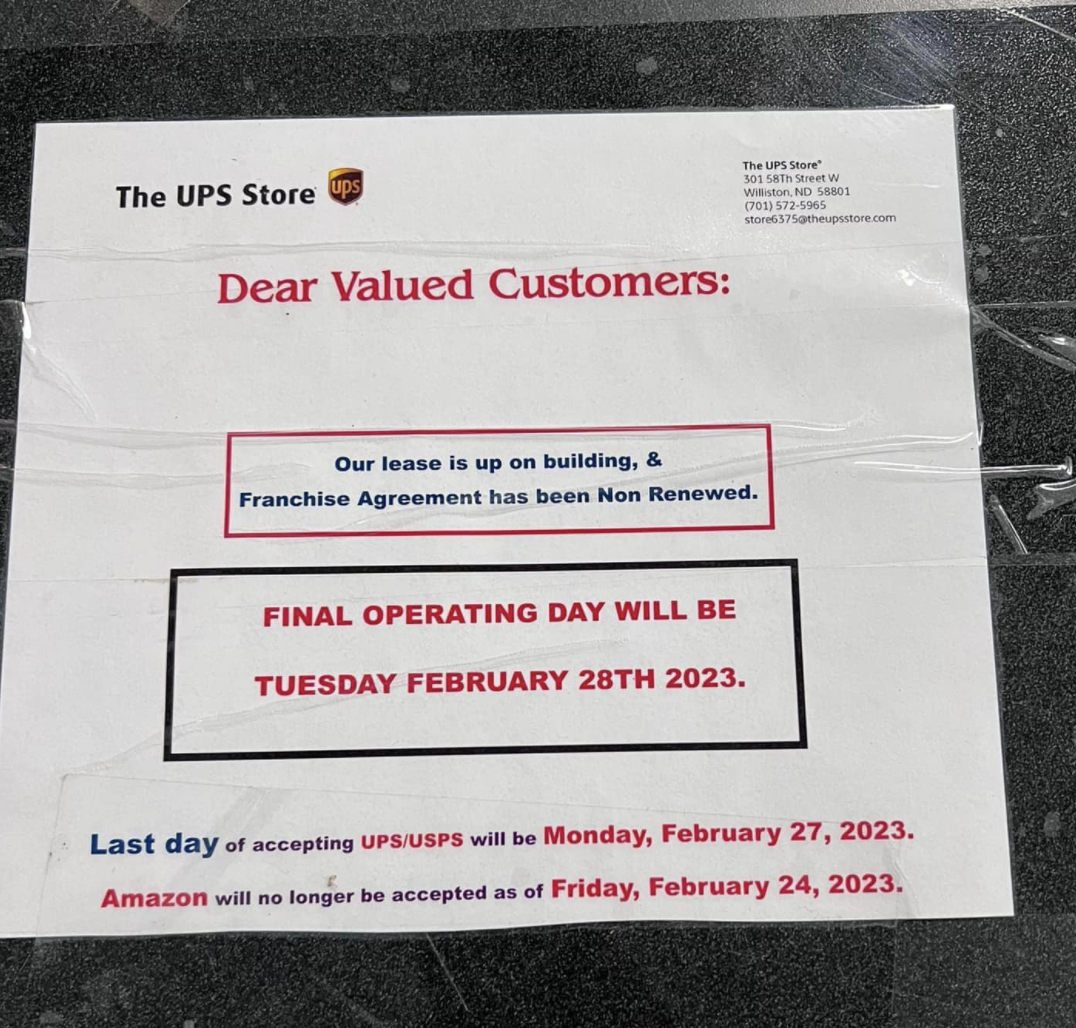 The UPS Store ups
The UPS Store®
301 58Th Street W
Williston, ND 58801
(701) 572-5965
store6375@theupsstore.com
Dear Valued Customers:
Our lease is up on building, &
Franchise Agreement has been Non Renewed.
FINAL OPERATING DAY WILL BE
TUESDAY FEBRUARY 28TH 2023.
Last day of accepting UPS/USPS will be Monday, February 27, 2023.
Amazon will no longer be accepted as of Friday, February 24, 2023.